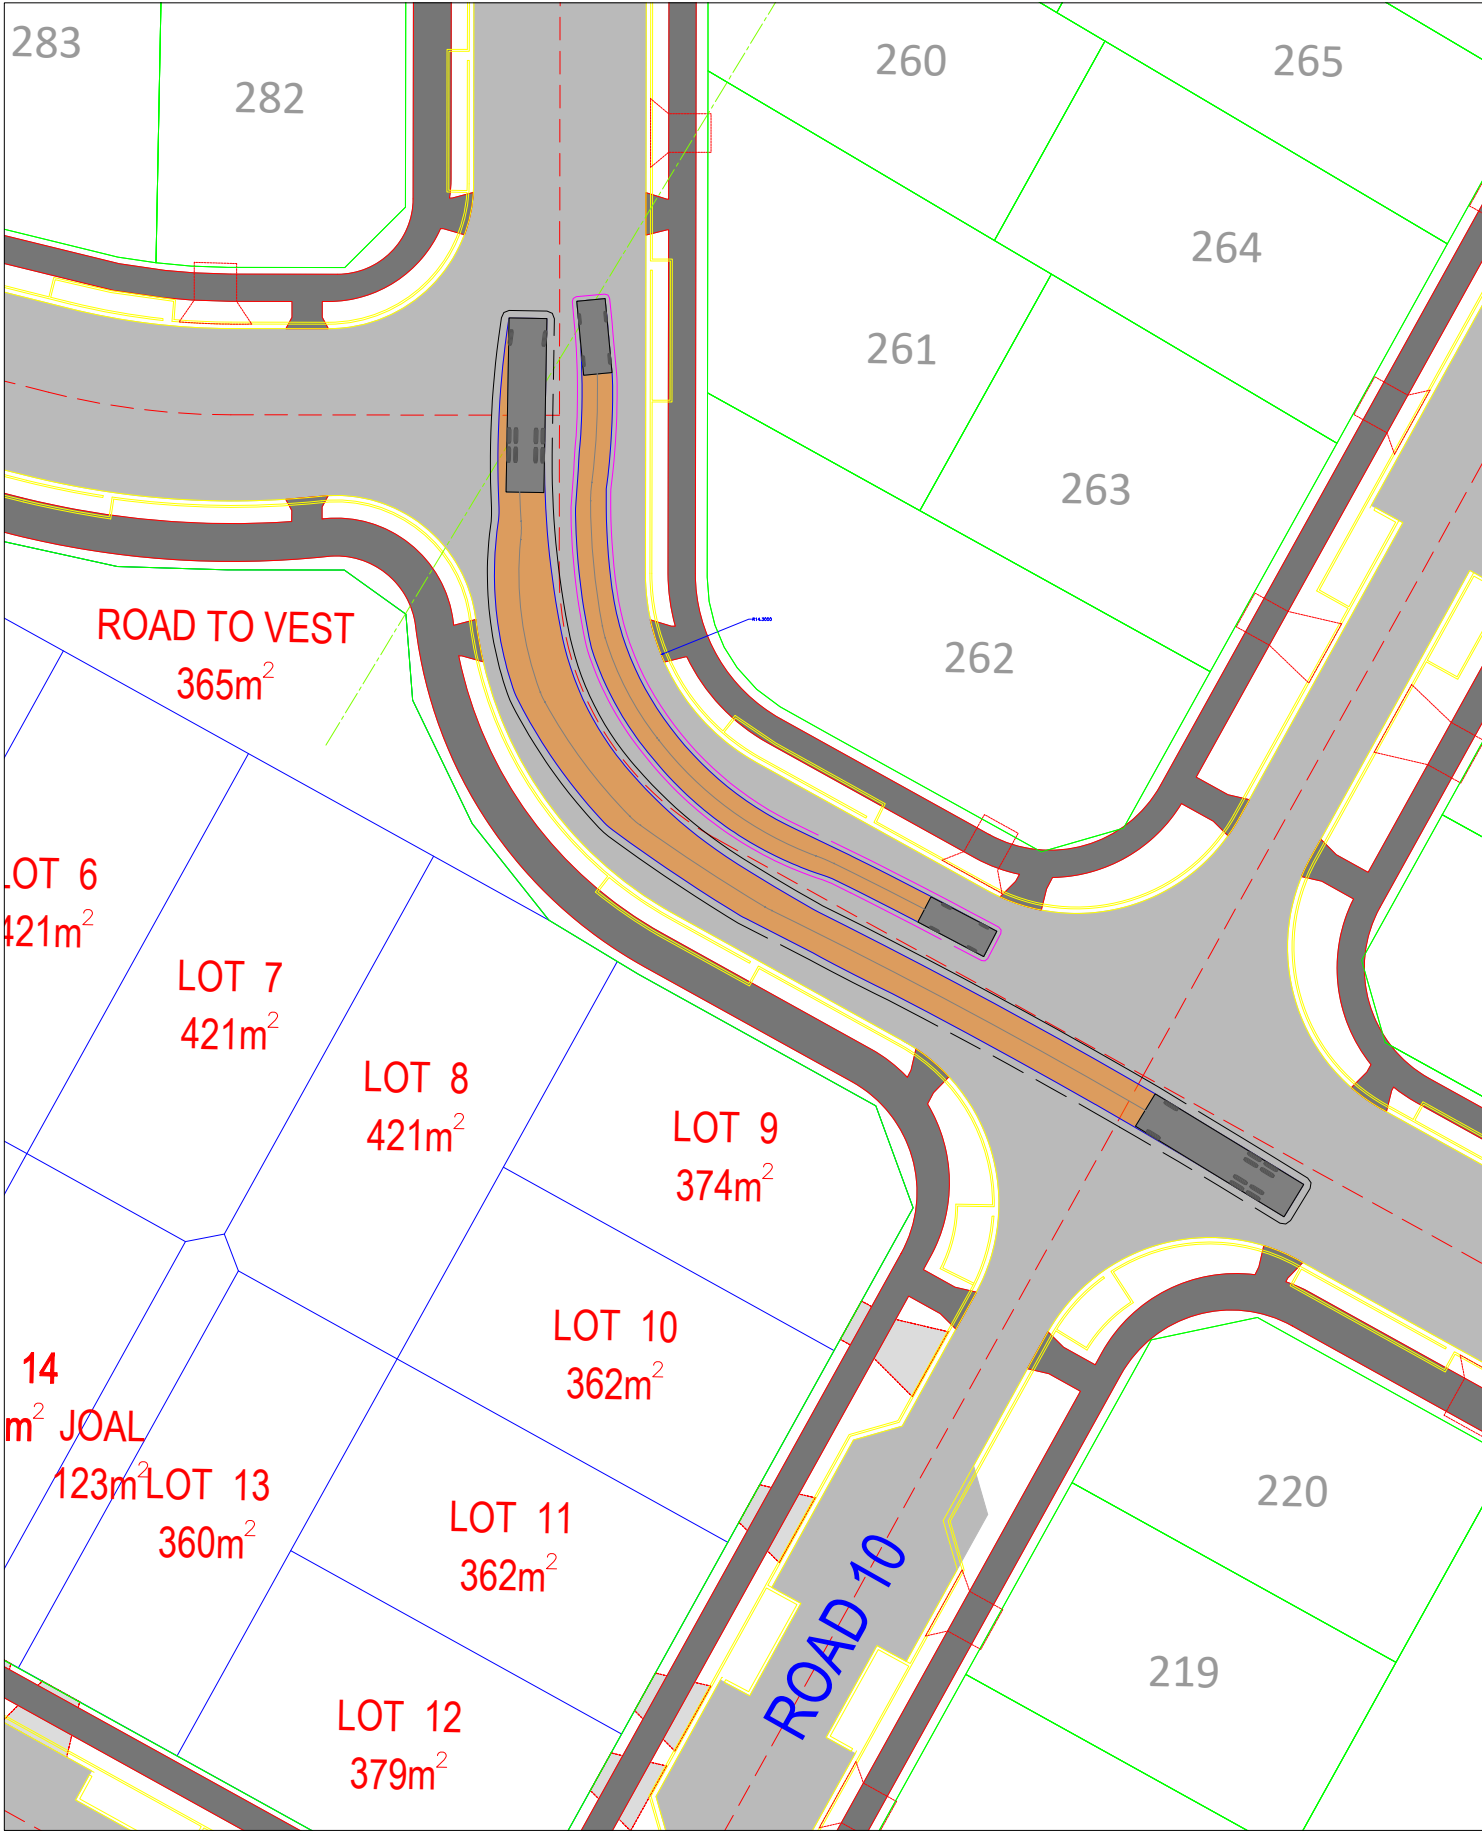 283
282
260
265
264
261
263
262
ROAD TO VEST
365m²
LOT 6
421m²
LOT 7
421m²
LOT 8
421m²
LOT 9
374m²
LOT 10
362m²
14
m²
JOAL
123m²
LOT 13
360m²
LOT 11
362m²
LOT 12
379m²
ROAD 10
220
219